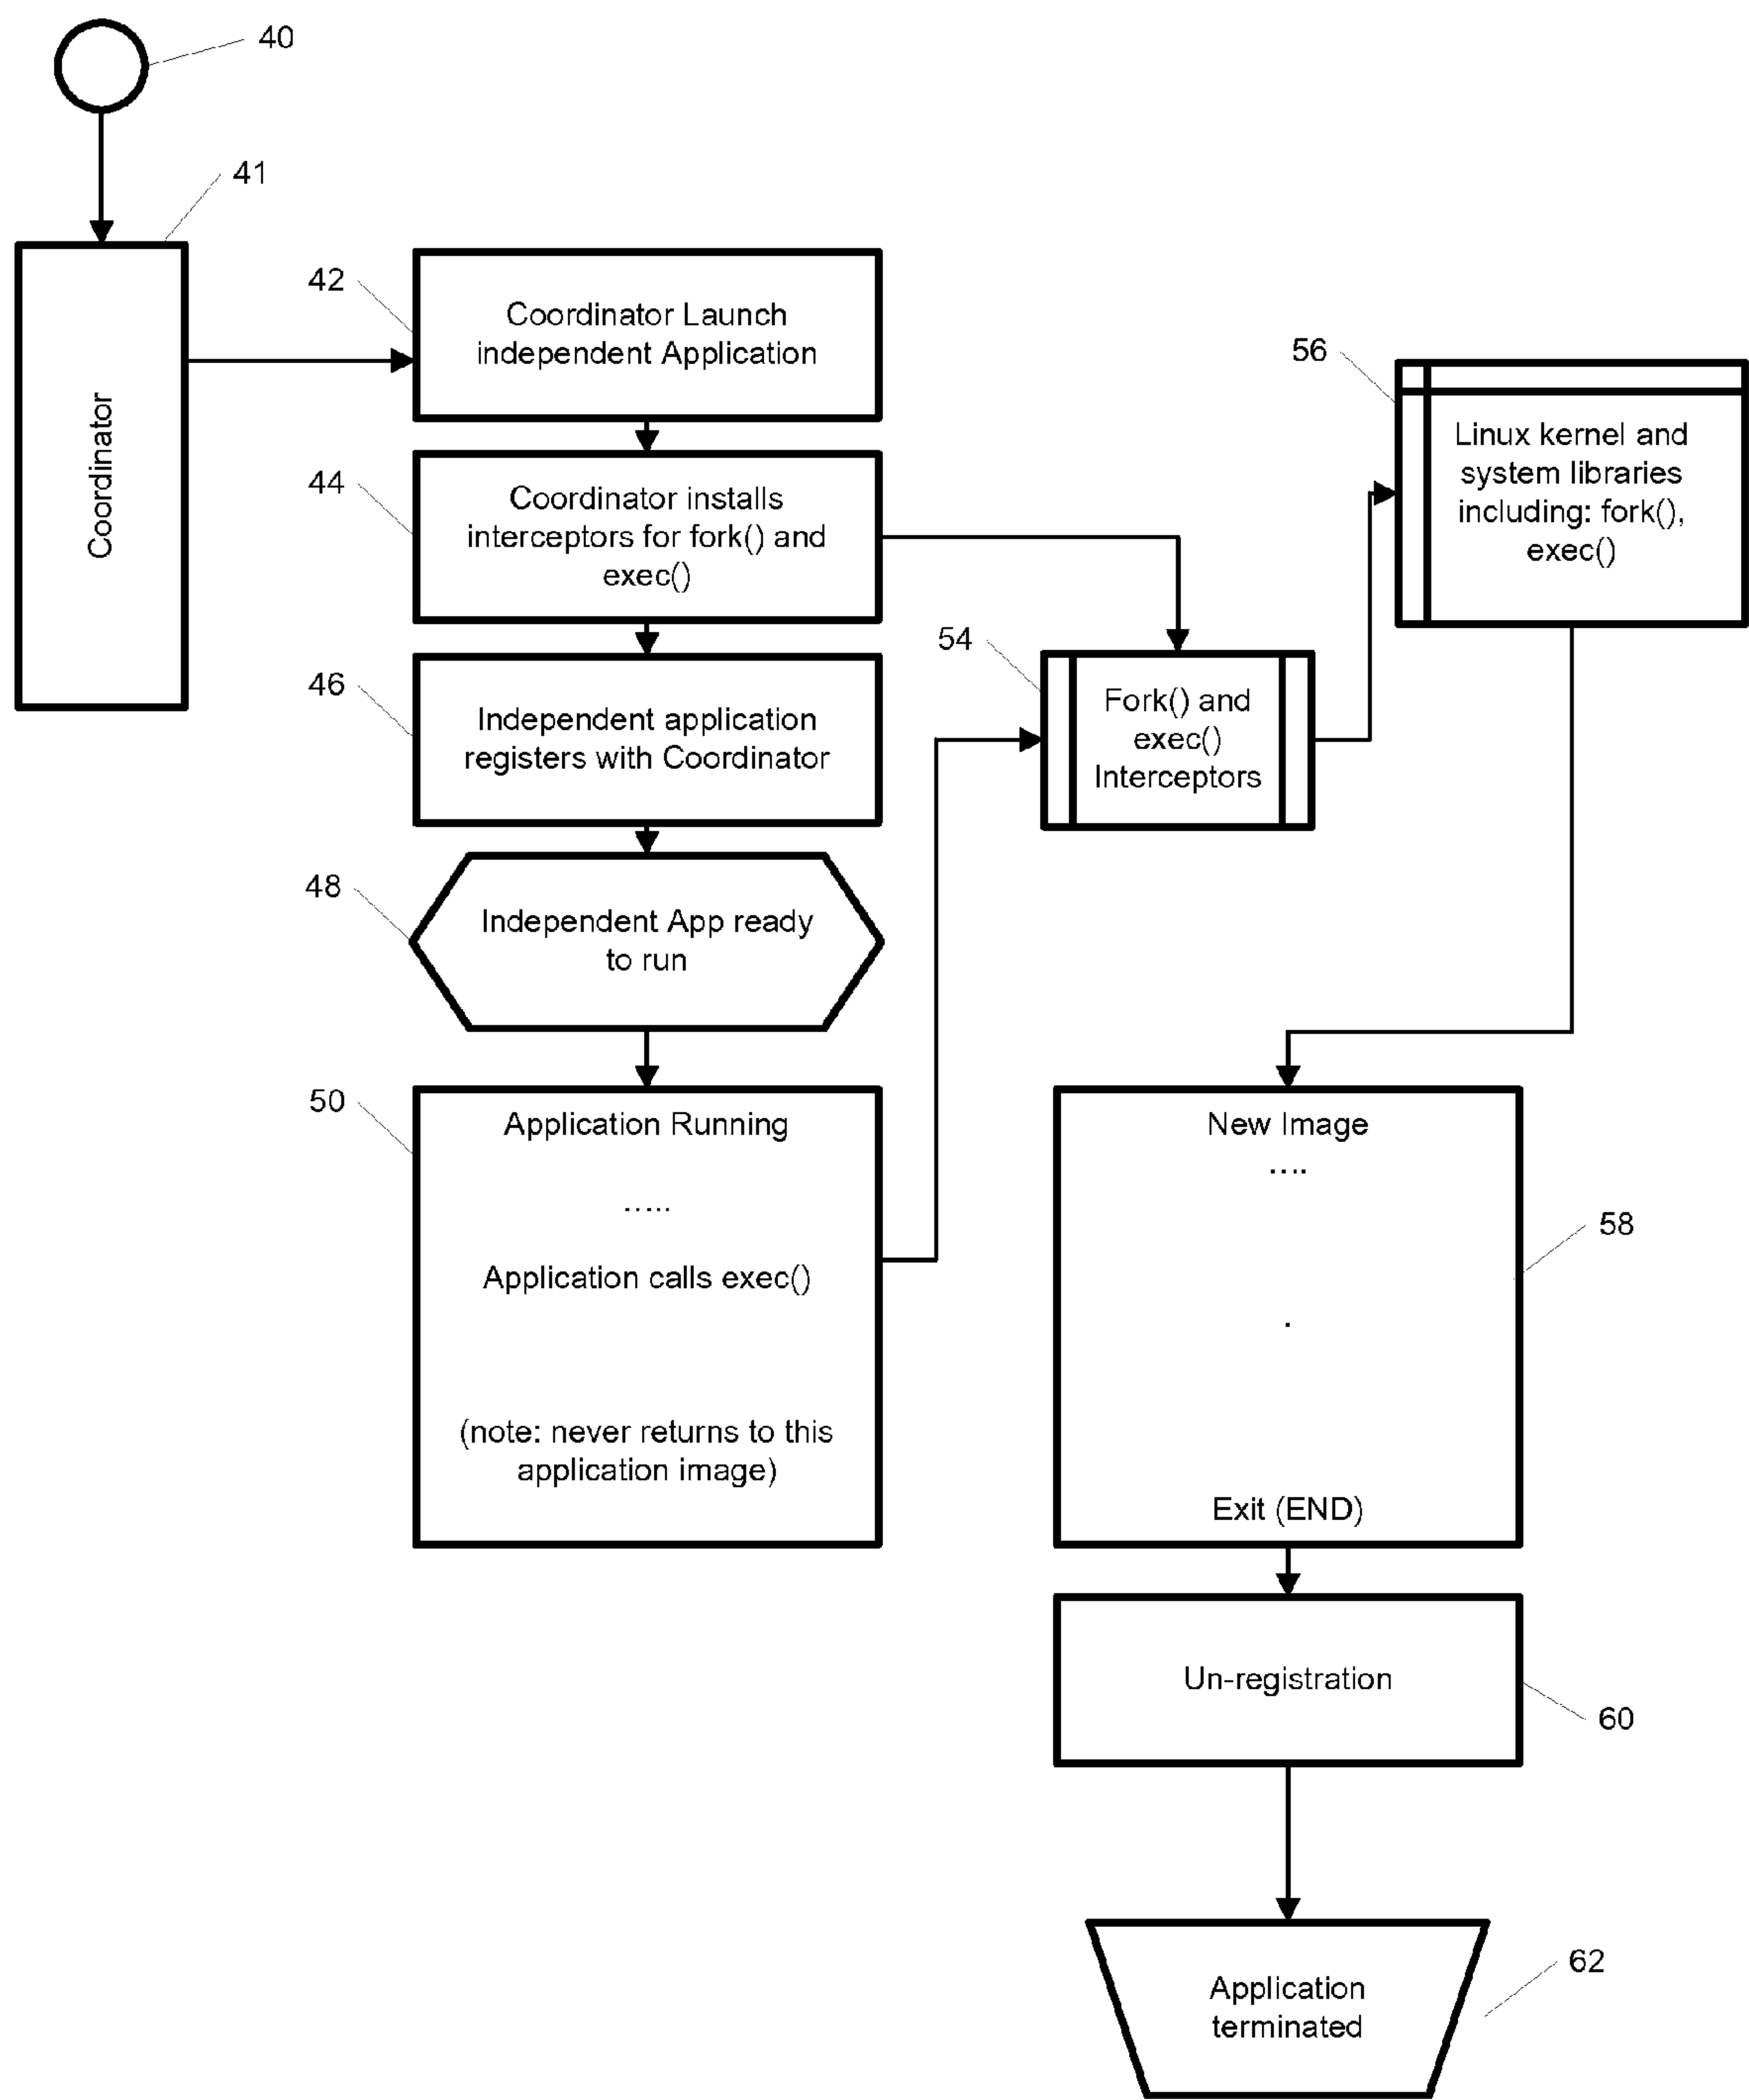 40
41
Coordinator
42
Coordinator Launch
independent Application
44
Coordinator installs
interceptors for fork() and
exec()
46
Independent application
registers with Coordinator
48
Independent App ready
to run
50
Application Running
.....
Application calls exec()
(note: never returns to this
application image)
54
Fork() and
exec()
Interceptors
56
Linux kernel and
system libraries
including: fork(),
exec()
New Image
....
.
Exit (END)
58
Un-registration
60
Application
terminated
62